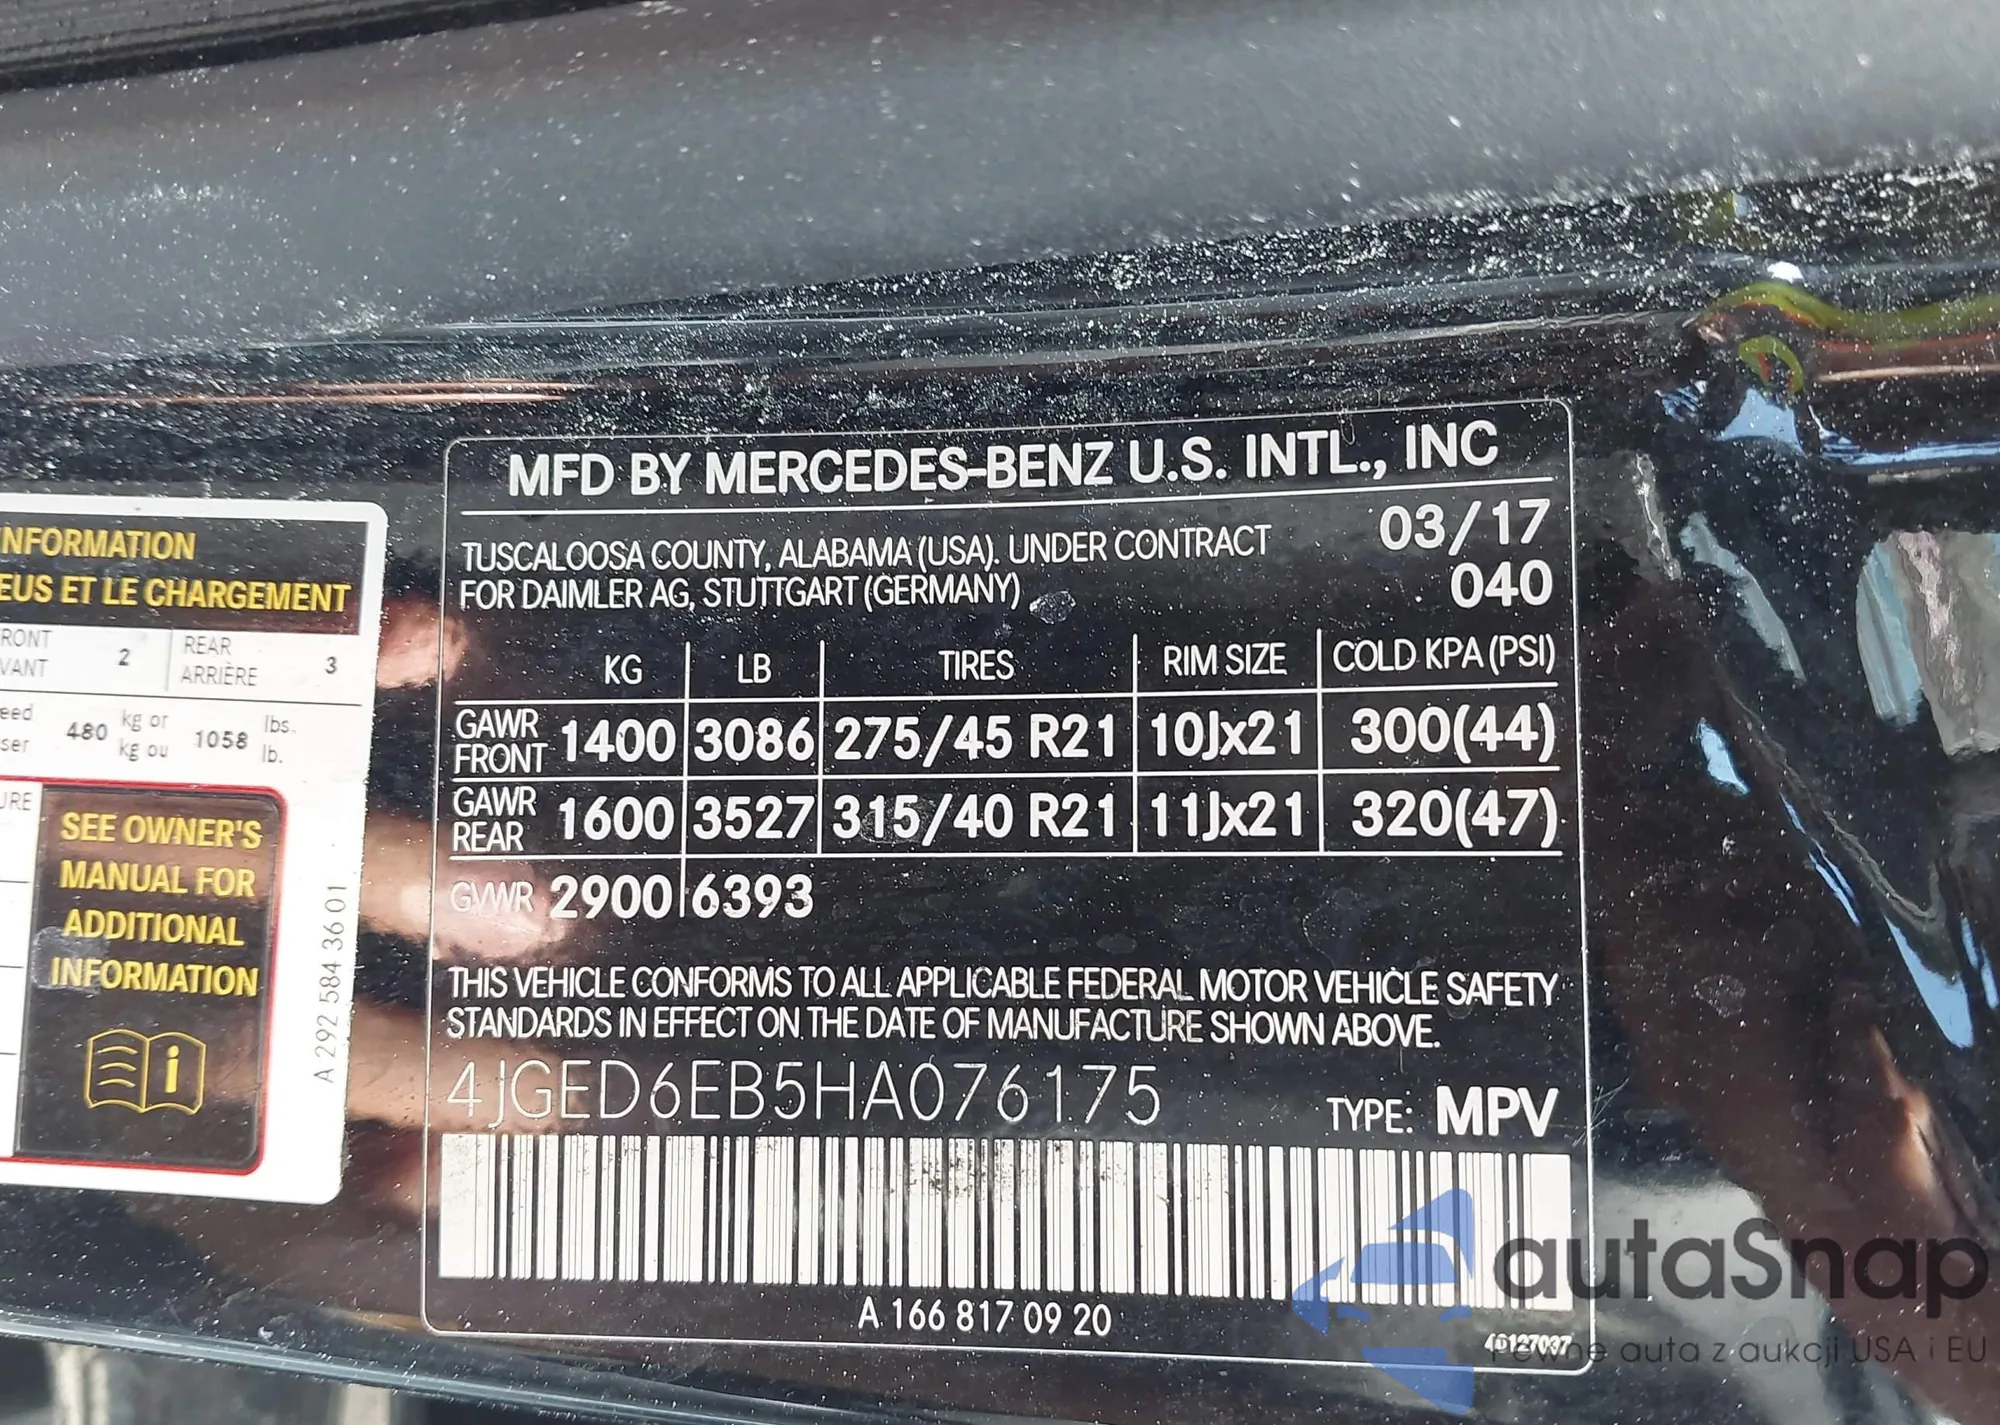 NFORMATION
EUS ET LE CHARGEMENT
RONT
VANT
2
REAR
ARRIÈRE
3
eed
ser
480
kg or
kg ou
1058
lbs.
lb.
URE
SEE OWNER'S
MANUAL FOR
ADDITIONAL
INFORMATION
i
A 292 584 36 01
MFD BY MERCEDES-BENZ U.S. INTL., INC
TUSCALOOSA COUNTY, ALABAMA (USA). UNDER CONTRACT
FOR DAIMLER AG, STUTTGART (GERMANY)
03/17
040
KG LB TIRES RIM SIZE COLD KPA (PSI)
GAWR
FRONT 1400 3086 275/45 R21 10Jx21 300(44)
GAWR
REAR 1600 3527 315/40 R21 11Jx21 320(47)
GVWR 2900 6393
THIS VEHICLE CONFORMS TO ALL APPLICABLE FEDERAL MOTOR VEHICLE SAFETY
STANDARDS IN EFFECT ON THE DATE OF MANUFACTURE SHOWN ABOVE.
4JGED6EB5HA076175
TYPE: MPV
A 166 817 09 20
autaSnap
Pewne auta z aukcji USA i EU